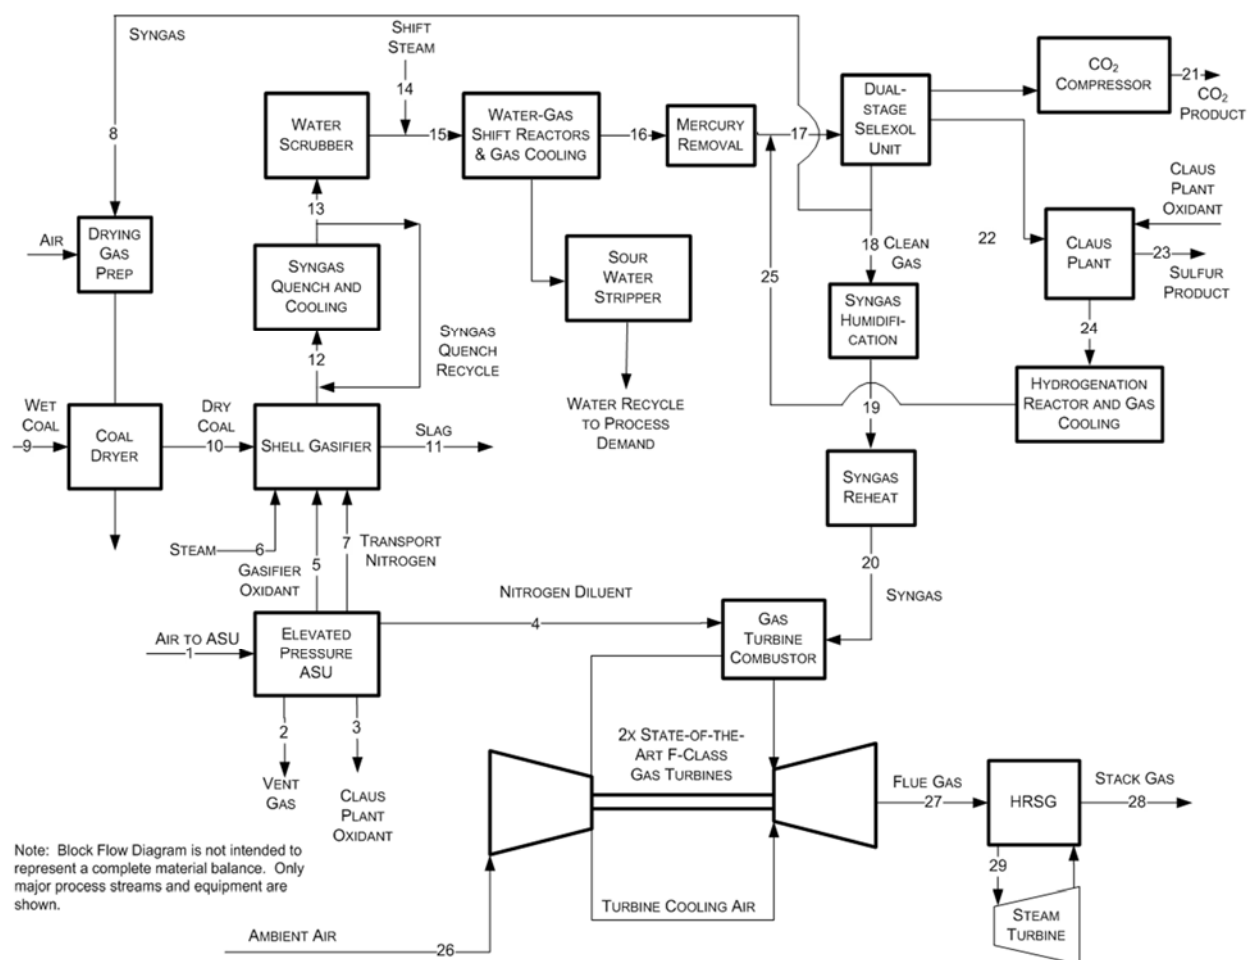 SYNGAS
SHIFT
STEAM
14
8
CO2
COMPRESSOR
21
CO2
PRODUCT
DUAL-
STAGE
SELEXOL
UNIT
WATER
SCRUBBER
15
WATER-GAS
SHIFT REACTORS
& GAS COOLING
16
MERCURY
REMOVAL
17
CLAUS
PLANT
OXIDANT
13
AIR
DRYING
GAS
PREP
SYNGAS
QUENCH AND
COOLING
SOUR
WATER
STRIPPER
25
18
CLEAN
GAS
22
CLAUS
PLANT
23
SULFUR
PRODUCT
SYNGAS
HUMIDIFI-
CATION
24
12
SYNGAS
QUENCH
RECYCLE
WATER RECYCLE
TO PROCESS
DEMAND
19
HYDROGENATION
REACTOR AND GAS
COOLING
WET
COAL
9
COAL
DRYER
DRY
COAL
10
SHELL GASIFIER
SLAG
11
SYNGAS
REHEAT
STEAM
6
GASIFIER
OXIDANT
5
7
TRANSPORT
NITROGEN
20
SYNGAS
NITROGEN DILUENT
4
AIR TO ASU
1
ELEVATED
PRESSURE
ASU
GAS
TURBINE
COMBUSTOR
2
VENT
GAS
3
CLAUS
PLANT
OXIDANT
2X STATE-OF-THE-
ART F-CLASS
GAS TURBINES
FLUE GAS
27
HRSG
STACK GAS
28
29
STEAM
TURBINE
Note: Block Flow Diagram is not intended to
represent a complete material balance. Only
major process streams and equipment are
shown.
TURBINE COOLING AIR
AMBIENT AIR
26